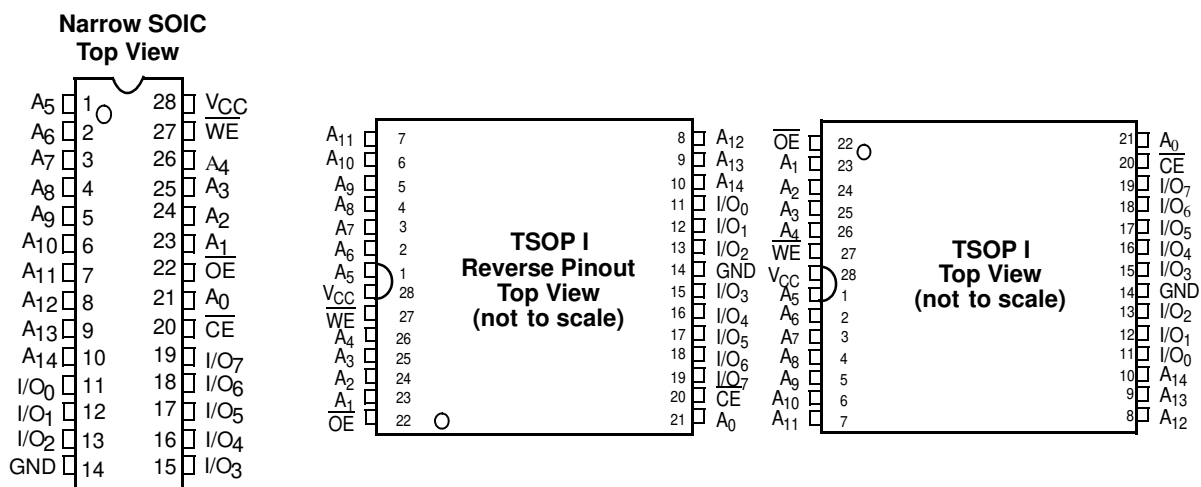 Narrow SOIC
Top View
A5 1 28 VCC
A6 2 27 W̅E̅
A7 3 26 A4
A8 4 25 A3
A9 5 24 A2
A10 6 23 A1
A11 7 22 O̅E̅
A12 8 21 A0
A13 9 20 C̅E̅
A14 10 19 I/O7
I/O0 11 18 I/O6
I/O1 12 17 I/O5
I/O2 13 16 I/O4
GND 14 15 I/O3
TSOP I
Reverse Pinout
Top View
(not to scale)
A11 7 8 A12
A10 6 9 A13
A9 5 10 A14
A8 4 11 I/O0
A7 3 12 I/O1
A6 2 13 I/O2
A5 1 14 GND
VCC 28 15 I/O3
W̅E̅ 27 16 I/O4
A4 26 17 I/O5
A3 25 18 I/O6
A2 24 19 I/O7
A1 23 20 C̅E̅
O̅E̅ 22 21 A0
TSOP I
Top View
(not to scale)
O̅E̅ 22 21 A0
A1 23 20 C̅E̅
A2 24 19 I/O7
A3 25 18 I/O6
A4 26 17 I/O5
W̅E̅ 27 16 I/O4
VCC 28 15 I/O3
A5 1 14 GND
A6 2 13 I/O2
A7 3 12 I/O1
A8 4 11 I/O0
A9 5 10 A14
A10 6 9 A13
A11 7 8 A12